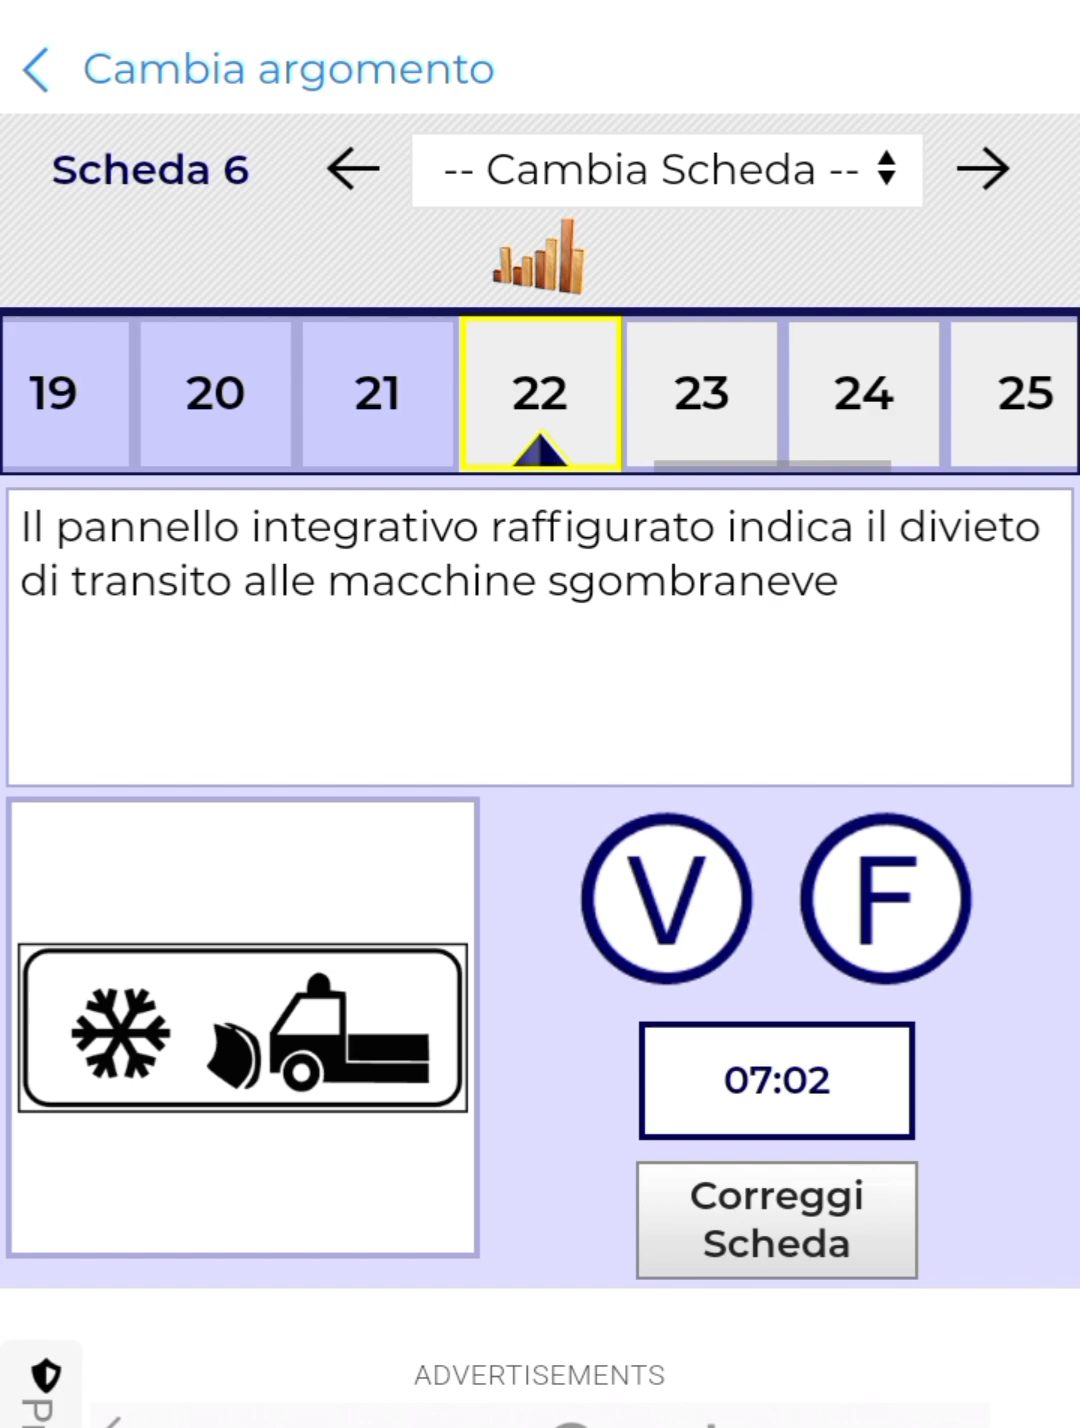 Cambia argomento
Scheda 6
-- Cambia Scheda --
19 20 21 22 23 24 25
Il pannello integrativo raffigurato indica il divieto
di transito alle macchine sgombraneve
V F
07:02
Correggi
Scheda
ADVERTISEMENTS